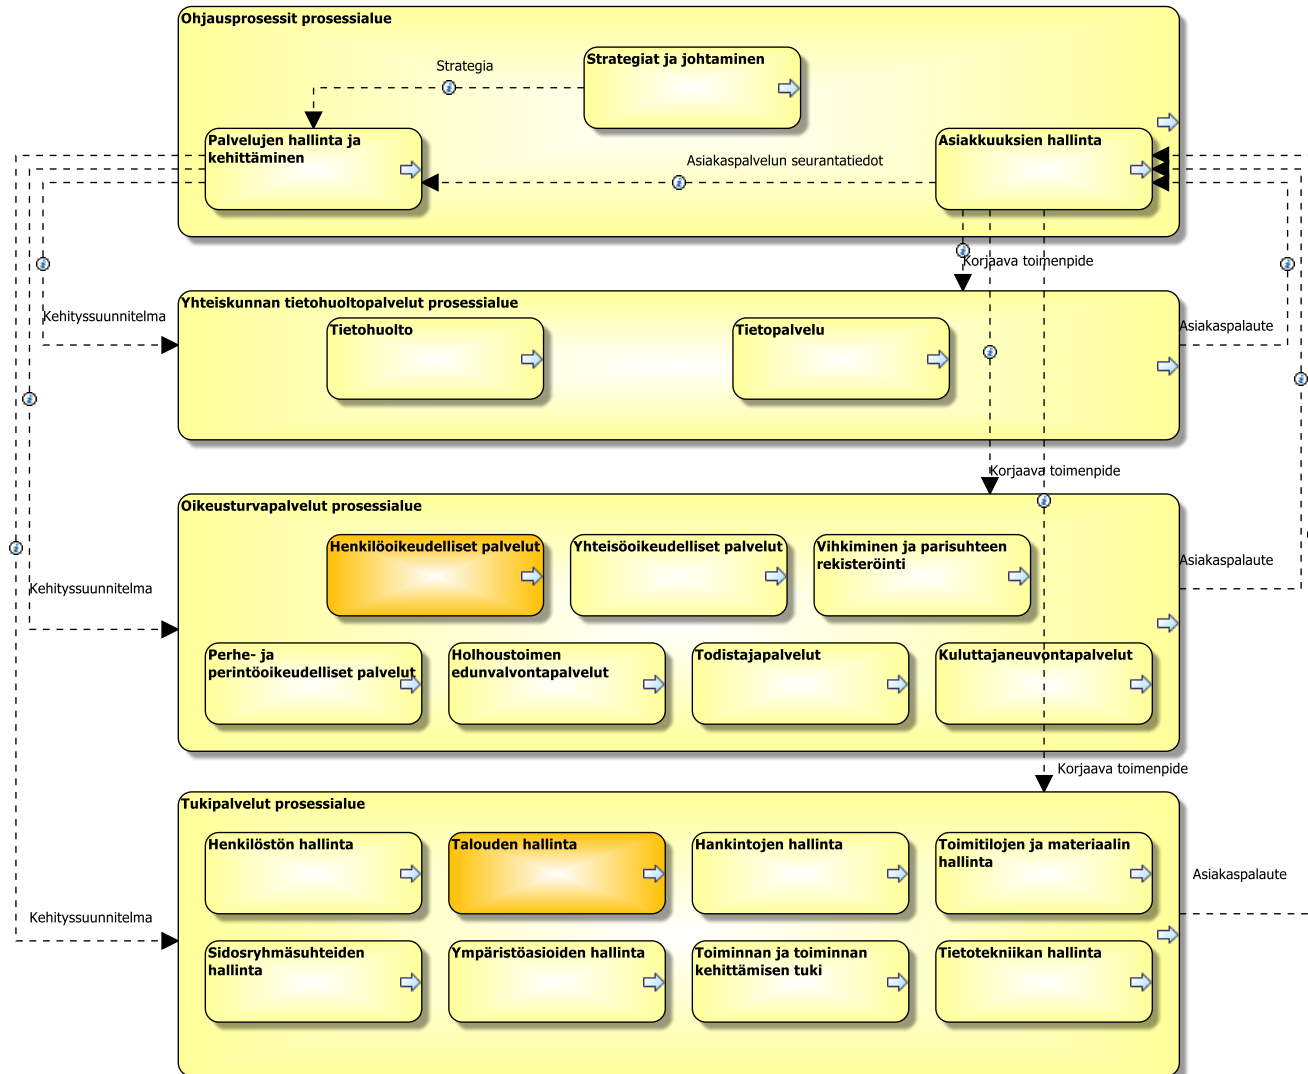 Ohjausprosessit prosessialue
Strategia
Strategiat ja johtaminen
Palvelujen hallinta ja
kehittäminen
Asiakaspalvelun seurantatiedot
Asiakkuuksien hallinta
Korjaava toimenpide
Yhteiskunnan tietohuoltopalvelut prosessialue
Kehityssuunnitelma
Tietohuolto
Tietopalvelu
Asiakaspalaute
Korjaava toimenpide
Oikeusturvapalvelut prosessialue
Henkilöoikeudelliset palvelut
Yhteisöoikeudelliset palvelut
Vihkiminen ja parisuhteen
rekisteröinti
Asiakaspalaute
Kehityssuunnitelma
Perhe- ja
perintöoikeudelliset palvelut
Holhoustoimen
edunvalvontapalvelut
Todistajapalvelut
Kuluttajaneuvontapalvelut
Korjaava toimenpide
Tukipalvelut prosessialue
Henkilöstön hallinta
Talouden hallinta
Hankintojen hallinta
Toimitilojen ja materiaalin
hallinta
Asiakaspalaute
Kehityssuunnitelma
Sidosryhmäsuhteiden
hallinta
Ympäristöasioiden hallinta
Toiminnan ja toiminnan
kehittämisen tuki
Tietotekniikan hallinta